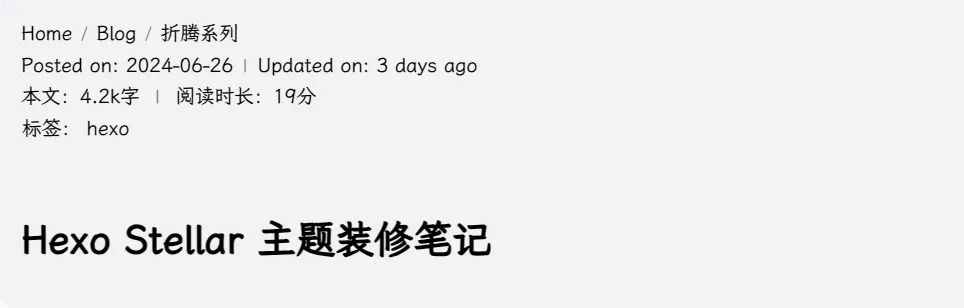 Home / Blog / 折腾系列
Posted on: 2024-06-26 | Updated on: 3 days ago
本文：4.2k字 | 阅读时长：19分
标签： hexo
Hexo Stellar 主题装修笔记